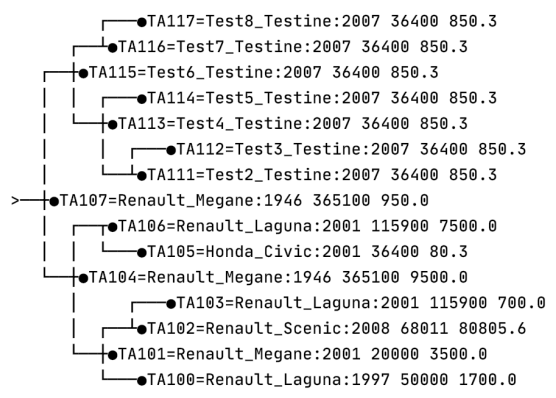 ●TA117=Test8_Testine:2007 36400 850.3
●TA116=Test7_Testine:2007 36400 850.3
●TA115=Test6_Testine:2007 36400 850.3
●TA114=Test5_Testine:2007 36400 850.3
●TA113=Test4_Testine:2007 36400 850.3
●TA112=Test3_Testine:2007 36400 850.3
●TA111=Test2_Testine:2007 36400 850.3
>●TA107=Renault_Megane:1946 365100 950.0
●TA106=Renault_Laguna:2001 115900 7500.0
●TA105=Honda_Civic:2001 36400 80.3
●TA104=Renault_Megane:1946 365100 9500.0
●TA103=Renault_Laguna:2001 115900 700.0
●TA102=Renault_Scenic:2008 68011 80805.6
●TA101=Renault_Megane:2001 20000 3500.0
●TA100=Renault_Laguna:1997 50000 1700.0